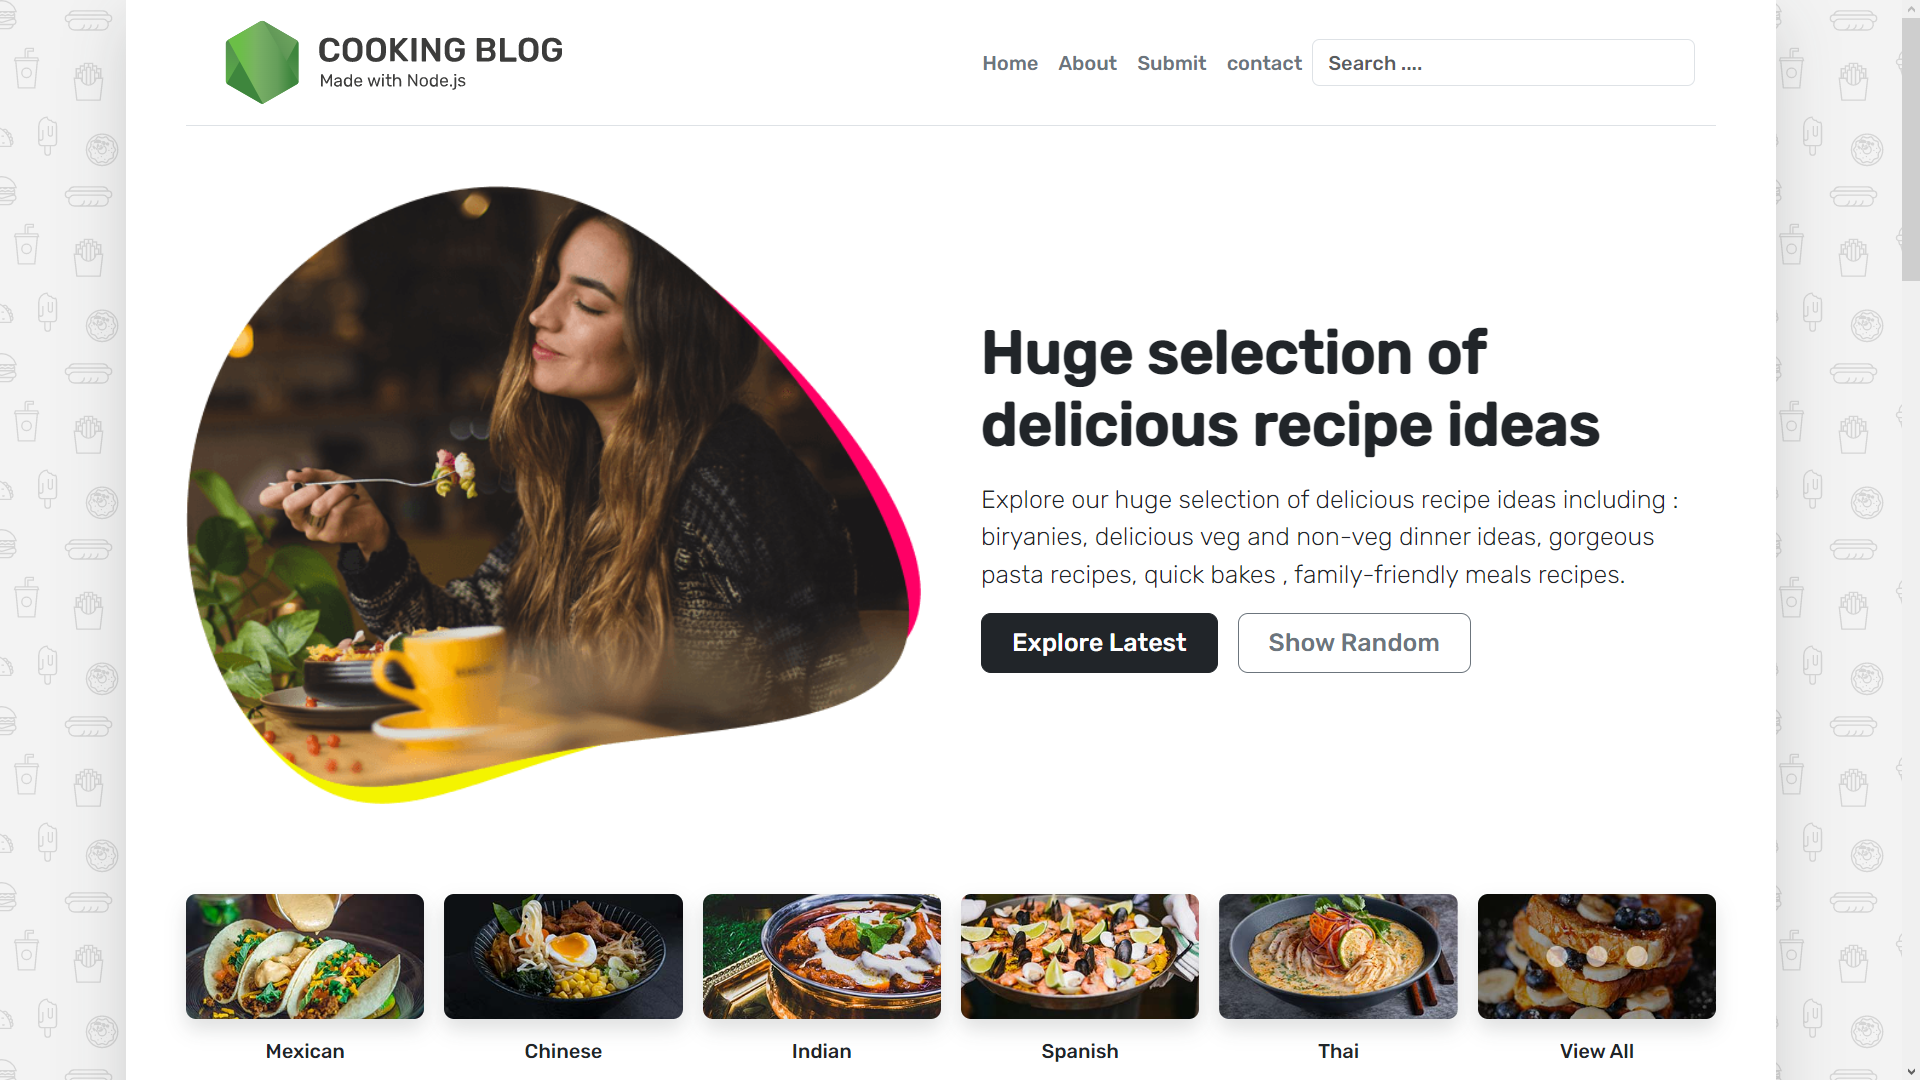 COOKING BLOG
Made with Node.js
Home About Submit contact Search ....
Huge selection of
delicious recipe ideas
Explore our huge selection of delicious recipe ideas including :
biryanies, delicious veg and non-veg dinner ideas, gorgeous
pasta recipes, quick bakes , family-friendly meals recipes.
Explore Latest Show Random
Mexican Chinese Indian Spanish Thai View All